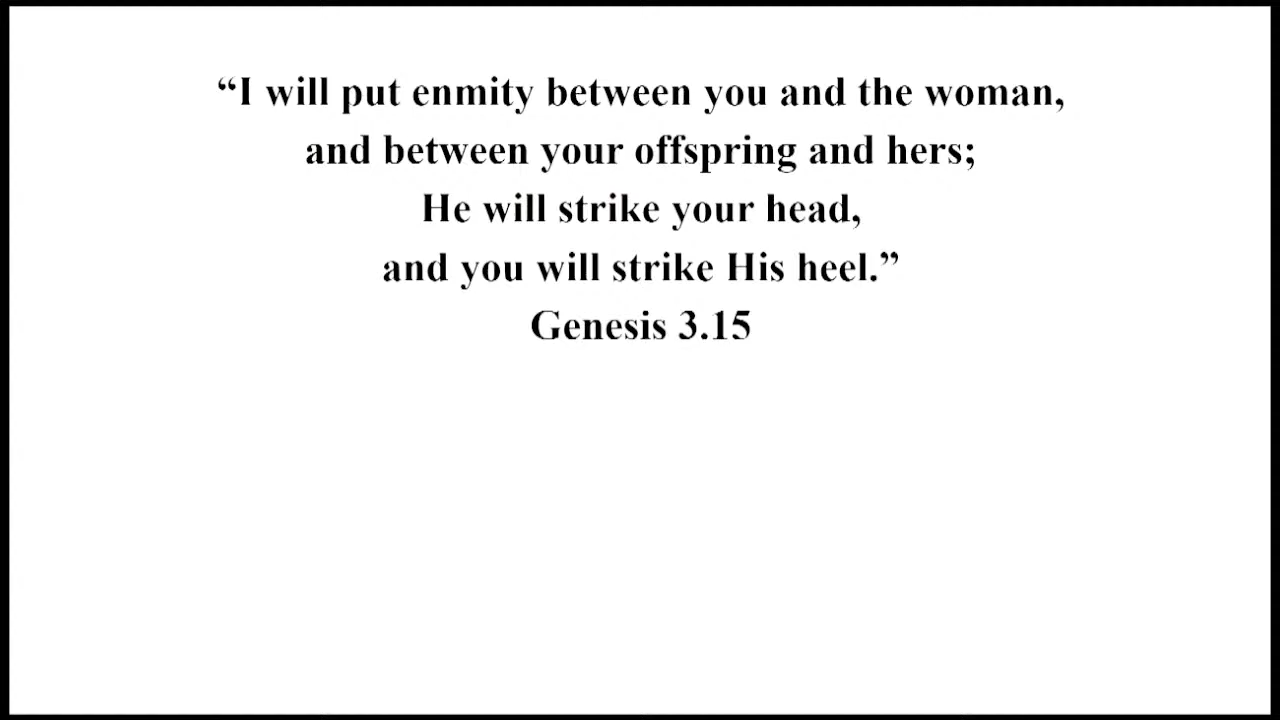 “I will put enmity between you and the woman,
and between your offspring and hers;
He will strike your head,
and you will strike His heel.”
Genesis 3.15